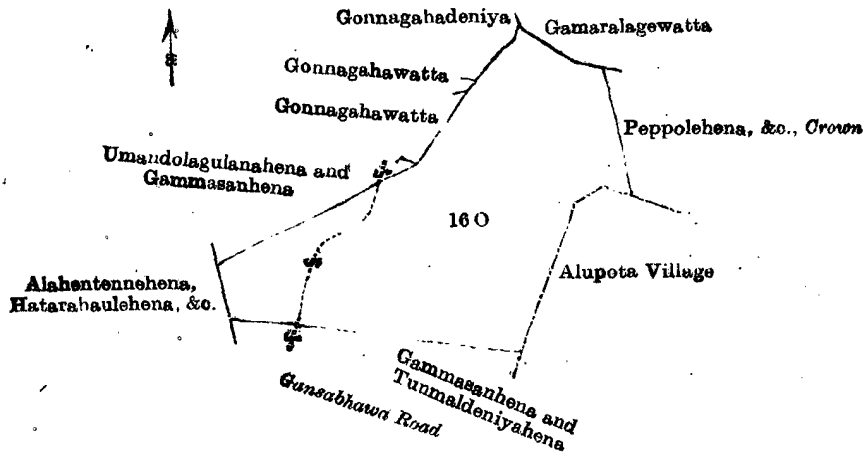 Gonnagahadeniya
Gamaralagewatta
Gonnagahawatta
Gonnagahawatta
Peppolehena, &c., Crown
Umandolagulanahena and
Gammasanhena
16 O
Alupota Village
Alahentennehena,
Hatarahaulehena, &c.
Gammasanhena and
Tunmaldeniyahena
Gansabhawa Road